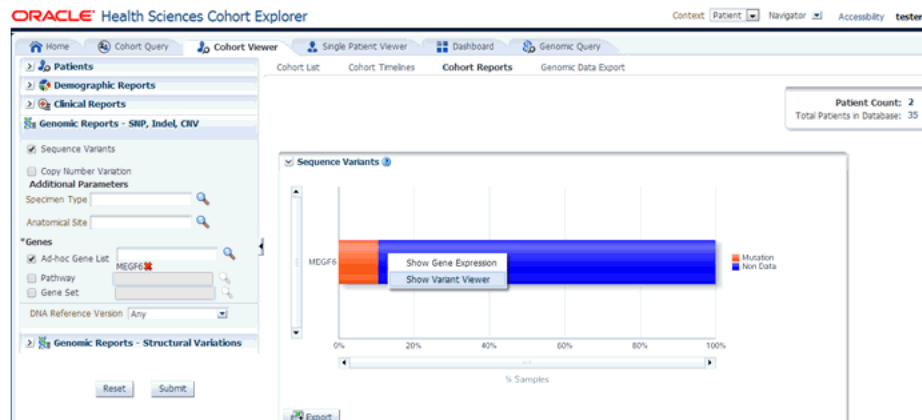 ORACLE Health Sciences Cohort Explorer
Context Patient Navigator Accessibility tester
Home Cohort Query Cohort Viewer Single Patient Viewer Dashboard Genomic Query
Patients
Cohort List Cohort Timelines Cohort Reports Genomic Data Export
Demographic Reports
Clinical Reports
Patient Count: 2
Total Patients in Database: 35
Genomic Reports - SNP, Indel, CNV
Sequence Variants
Copy Number Variation
Additional Parameters
Specimen Type
Anatomical Site
*Genes
Ad-hoc Gene List
MEGF6
Pathway
Gene Set
DNA Reference Version Any
Genomic Reports - Structural Variations
Reset Submit
Sequence Variants
MEGF6
Show Gene Expression
Show Variant Viewer
Mutation
Non Data
0% 20% 40% 60% 80% 100%
% Samples
Export